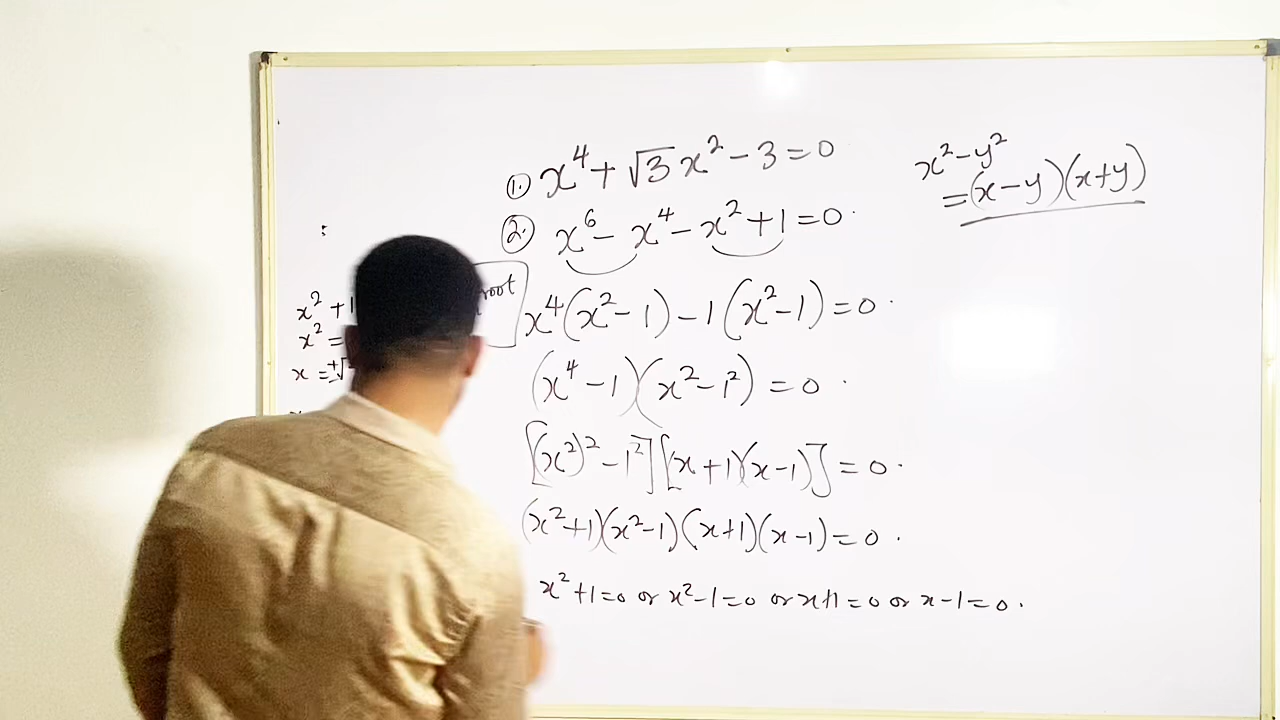 ① x⁴ + √3 x² - 3 = 0
② x⁶ - x⁴ - x² + 1 = 0
x⁴(x² - 1) - 1(x² - 1) = 0
(x⁴ - 1)(x² - 1²) = 0
[(x²)² - 1²][(x+1)(x-1)] = 0
(x²+1)(x²-1)(x+1)(x-1) = 0
x²+1=0 or x²-1=0 or x+1=0 or x-1=0
x² - y²
= (x-y)(x+y)
x² + 1
x² =
x = ±√
root